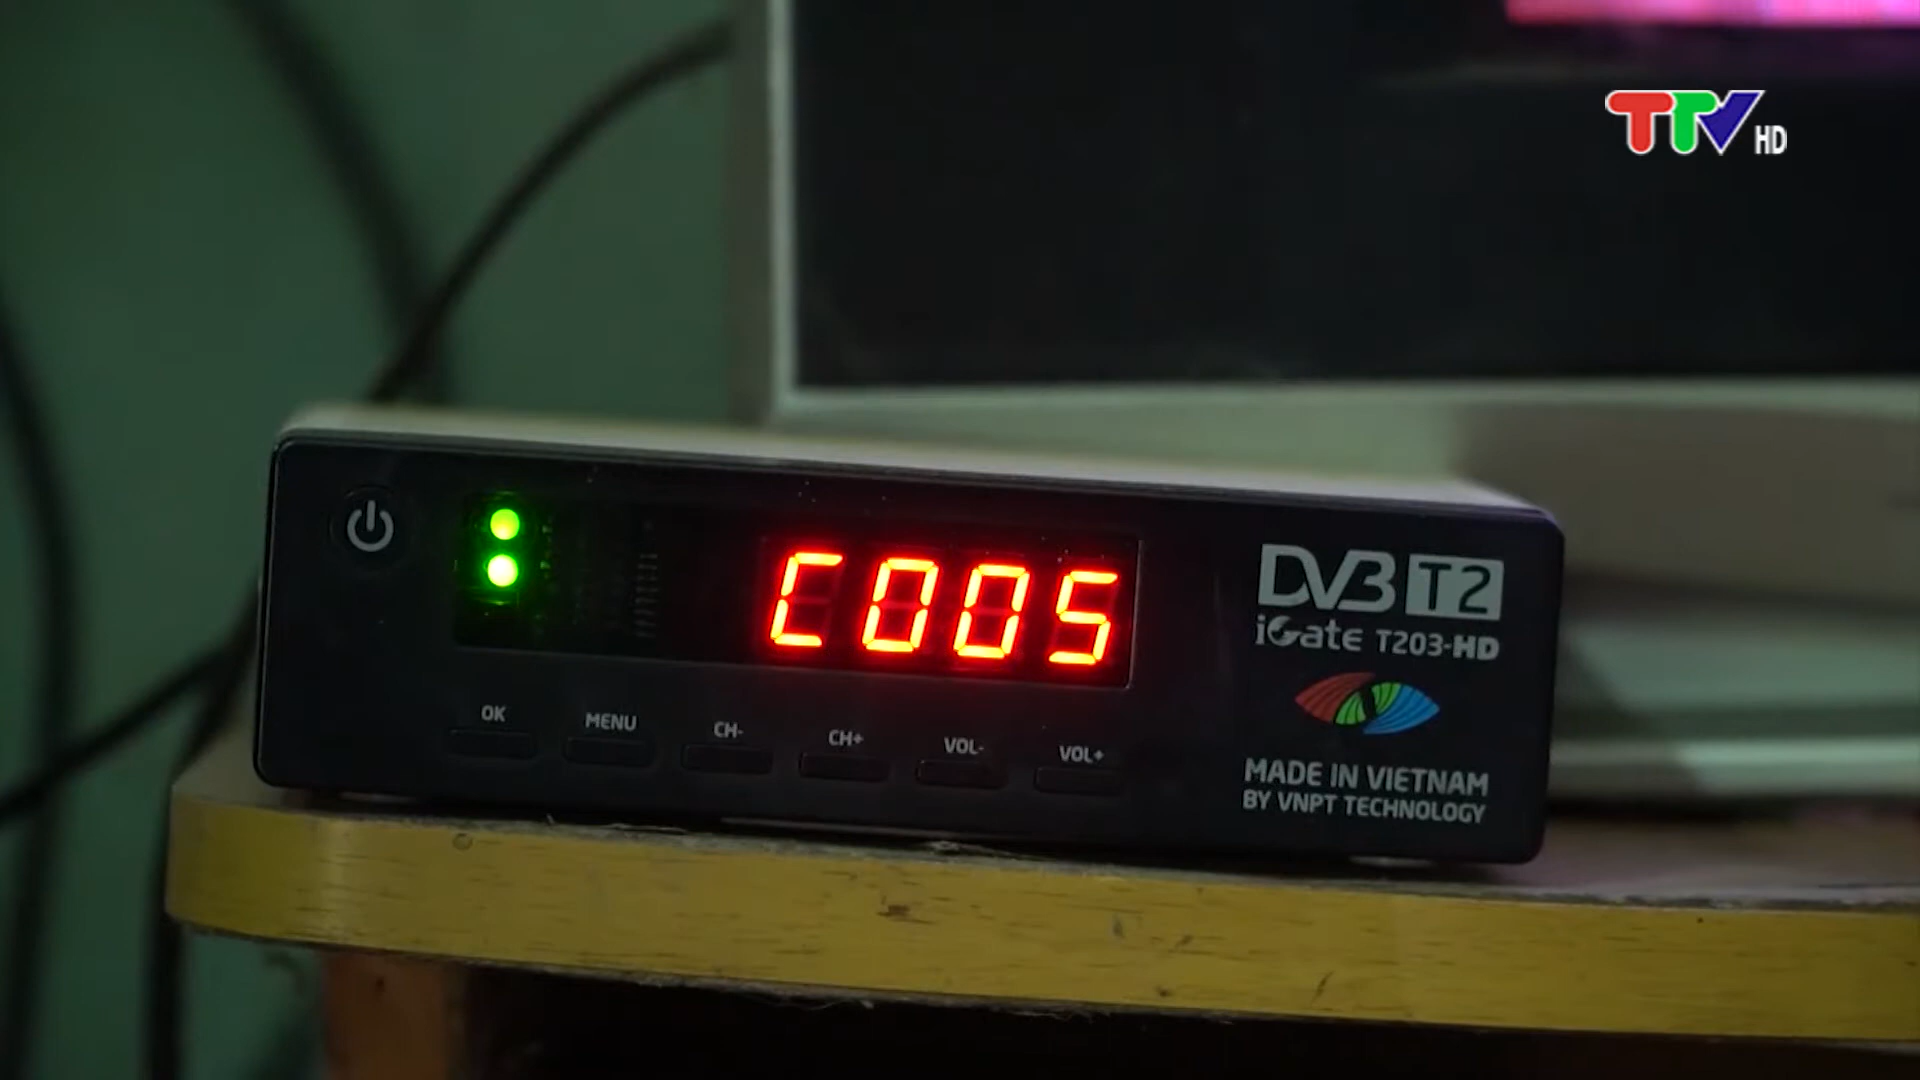 TTV HD
C005
DVB T2
iGate T203-HD
OK MENU CH- CH+ VOL- VOL+
MADE IN VIETNAM
BY VNPT TECHNOLOGY